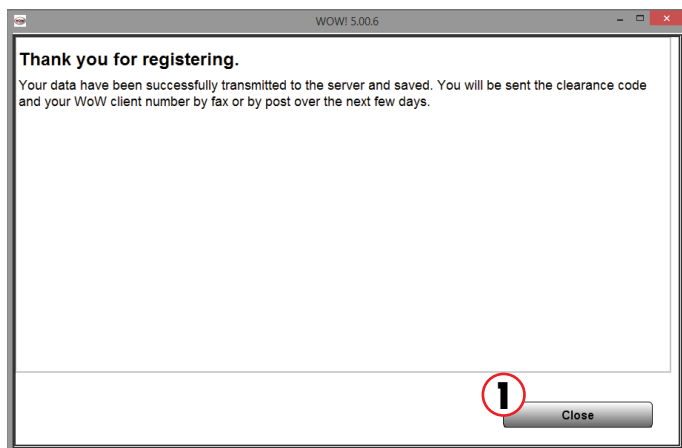 WOW! 5.00.6
Thank you for registering.
Your data have been successfully transmitted to the server and saved. You will be sent the clearance code
and your WoW client number by fax or by post over the next few days.
1
Close